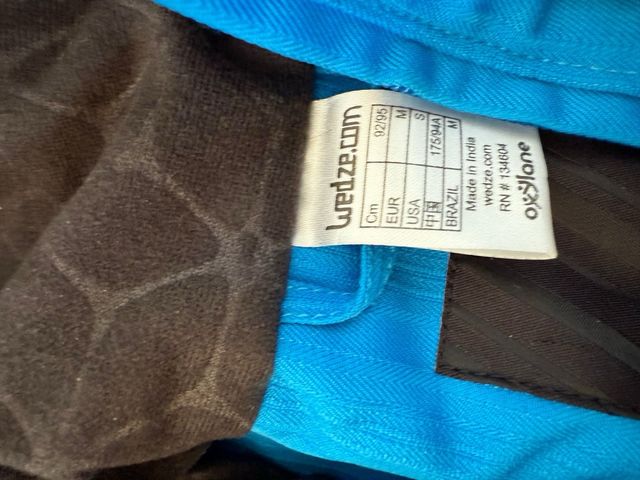 wedze.com
Cm 92/95
EUR M
USA S
中国 175/94A
BRAZIL M
Made in India
wedze.com
RN # 134604
oxylane